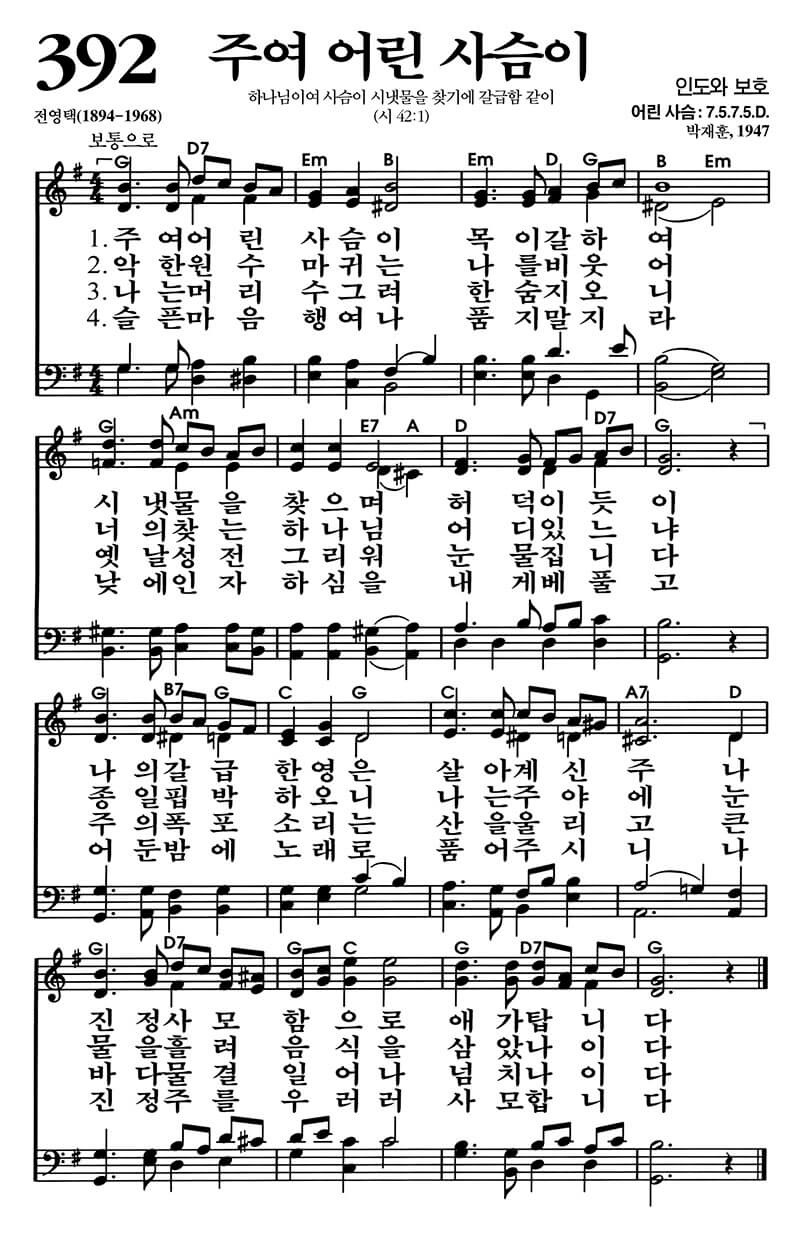 392 주여 어린 사슴이
하나님이여 사슴이 시냇물을 찾기에 갈급함 같이
(시 42:1)
인도와 보호
전영택(1894-1968)
어린 사슴: 7.5.7.5.D.
박재훈, 1947
보통으로
G D7 Em B Em D G B Em
4 4
1. 주 여어 린 사 슴 이 목 이갈 하 여
2. 악 한원 수 마 귀 는 나 를비 웃 어
3. 나 는머 리 수 그 려 한 숨지 오 니
4. 슬 픈마 음 행 여 나 품 지말 지 라
4 4
G Am E7 A D D7 G
시 냇물 을 찾 으 며 허 덕이 듯 이
너 의찾 는 하 나 님 어 디있 느 냐
옛 날성 전 그 리 워 눈 물집 니 다
낮 에인 자 하 심 을 내 게베 풀 고
G B7 G C G C A7 D
나 의갈 급 한 영 은 살 아계 신 주 나
종 일핍 박 하 오 니 나 는주 야 에 눈
주 의폭 포 소 리 는 산 을울 리 고 큰
어 둔밤 에 노 래 로 품 어주 시 니 나
G D7 G C G D7 G
진 정사 모 함 으 로 애 가탑 니 다
물 을흘 려 음 식 을 삼 았나 이 다
바 다물 결 일 어 나 넘 치나 이 다
진 정주 를 우 러 러 사 모합 니 다